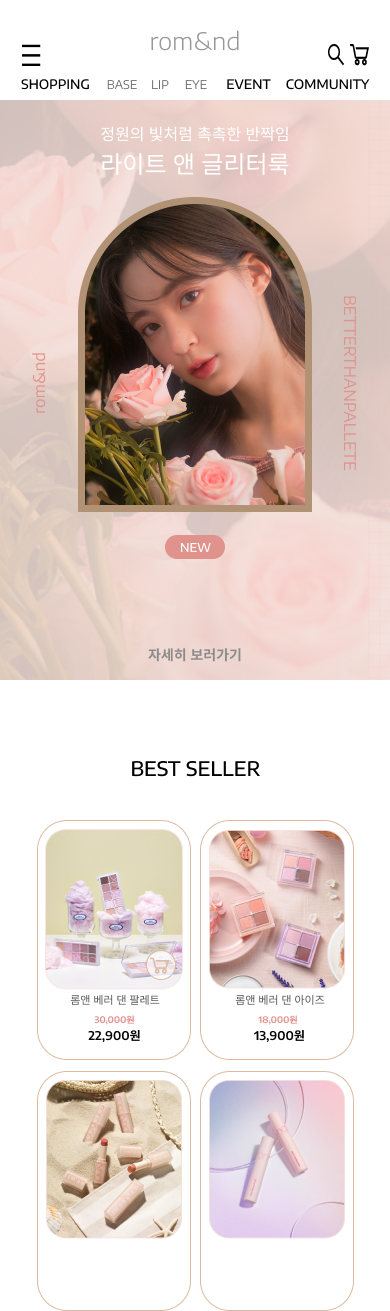 rom&nd
SHOPPING BASE LIP EYE EVENT COMMUNITY
정원의 빛처럼 촉촉한 반짝임
라이트 앤 글리터룩
rom&nd
BETTERTHANPALLETE
NEW
자세히 보러가기
BEST SELLER
롬앤 베러 댄 팔레트
30,000원
22,900원
롬앤 베러 댄 아이즈
18,000원
13,900원